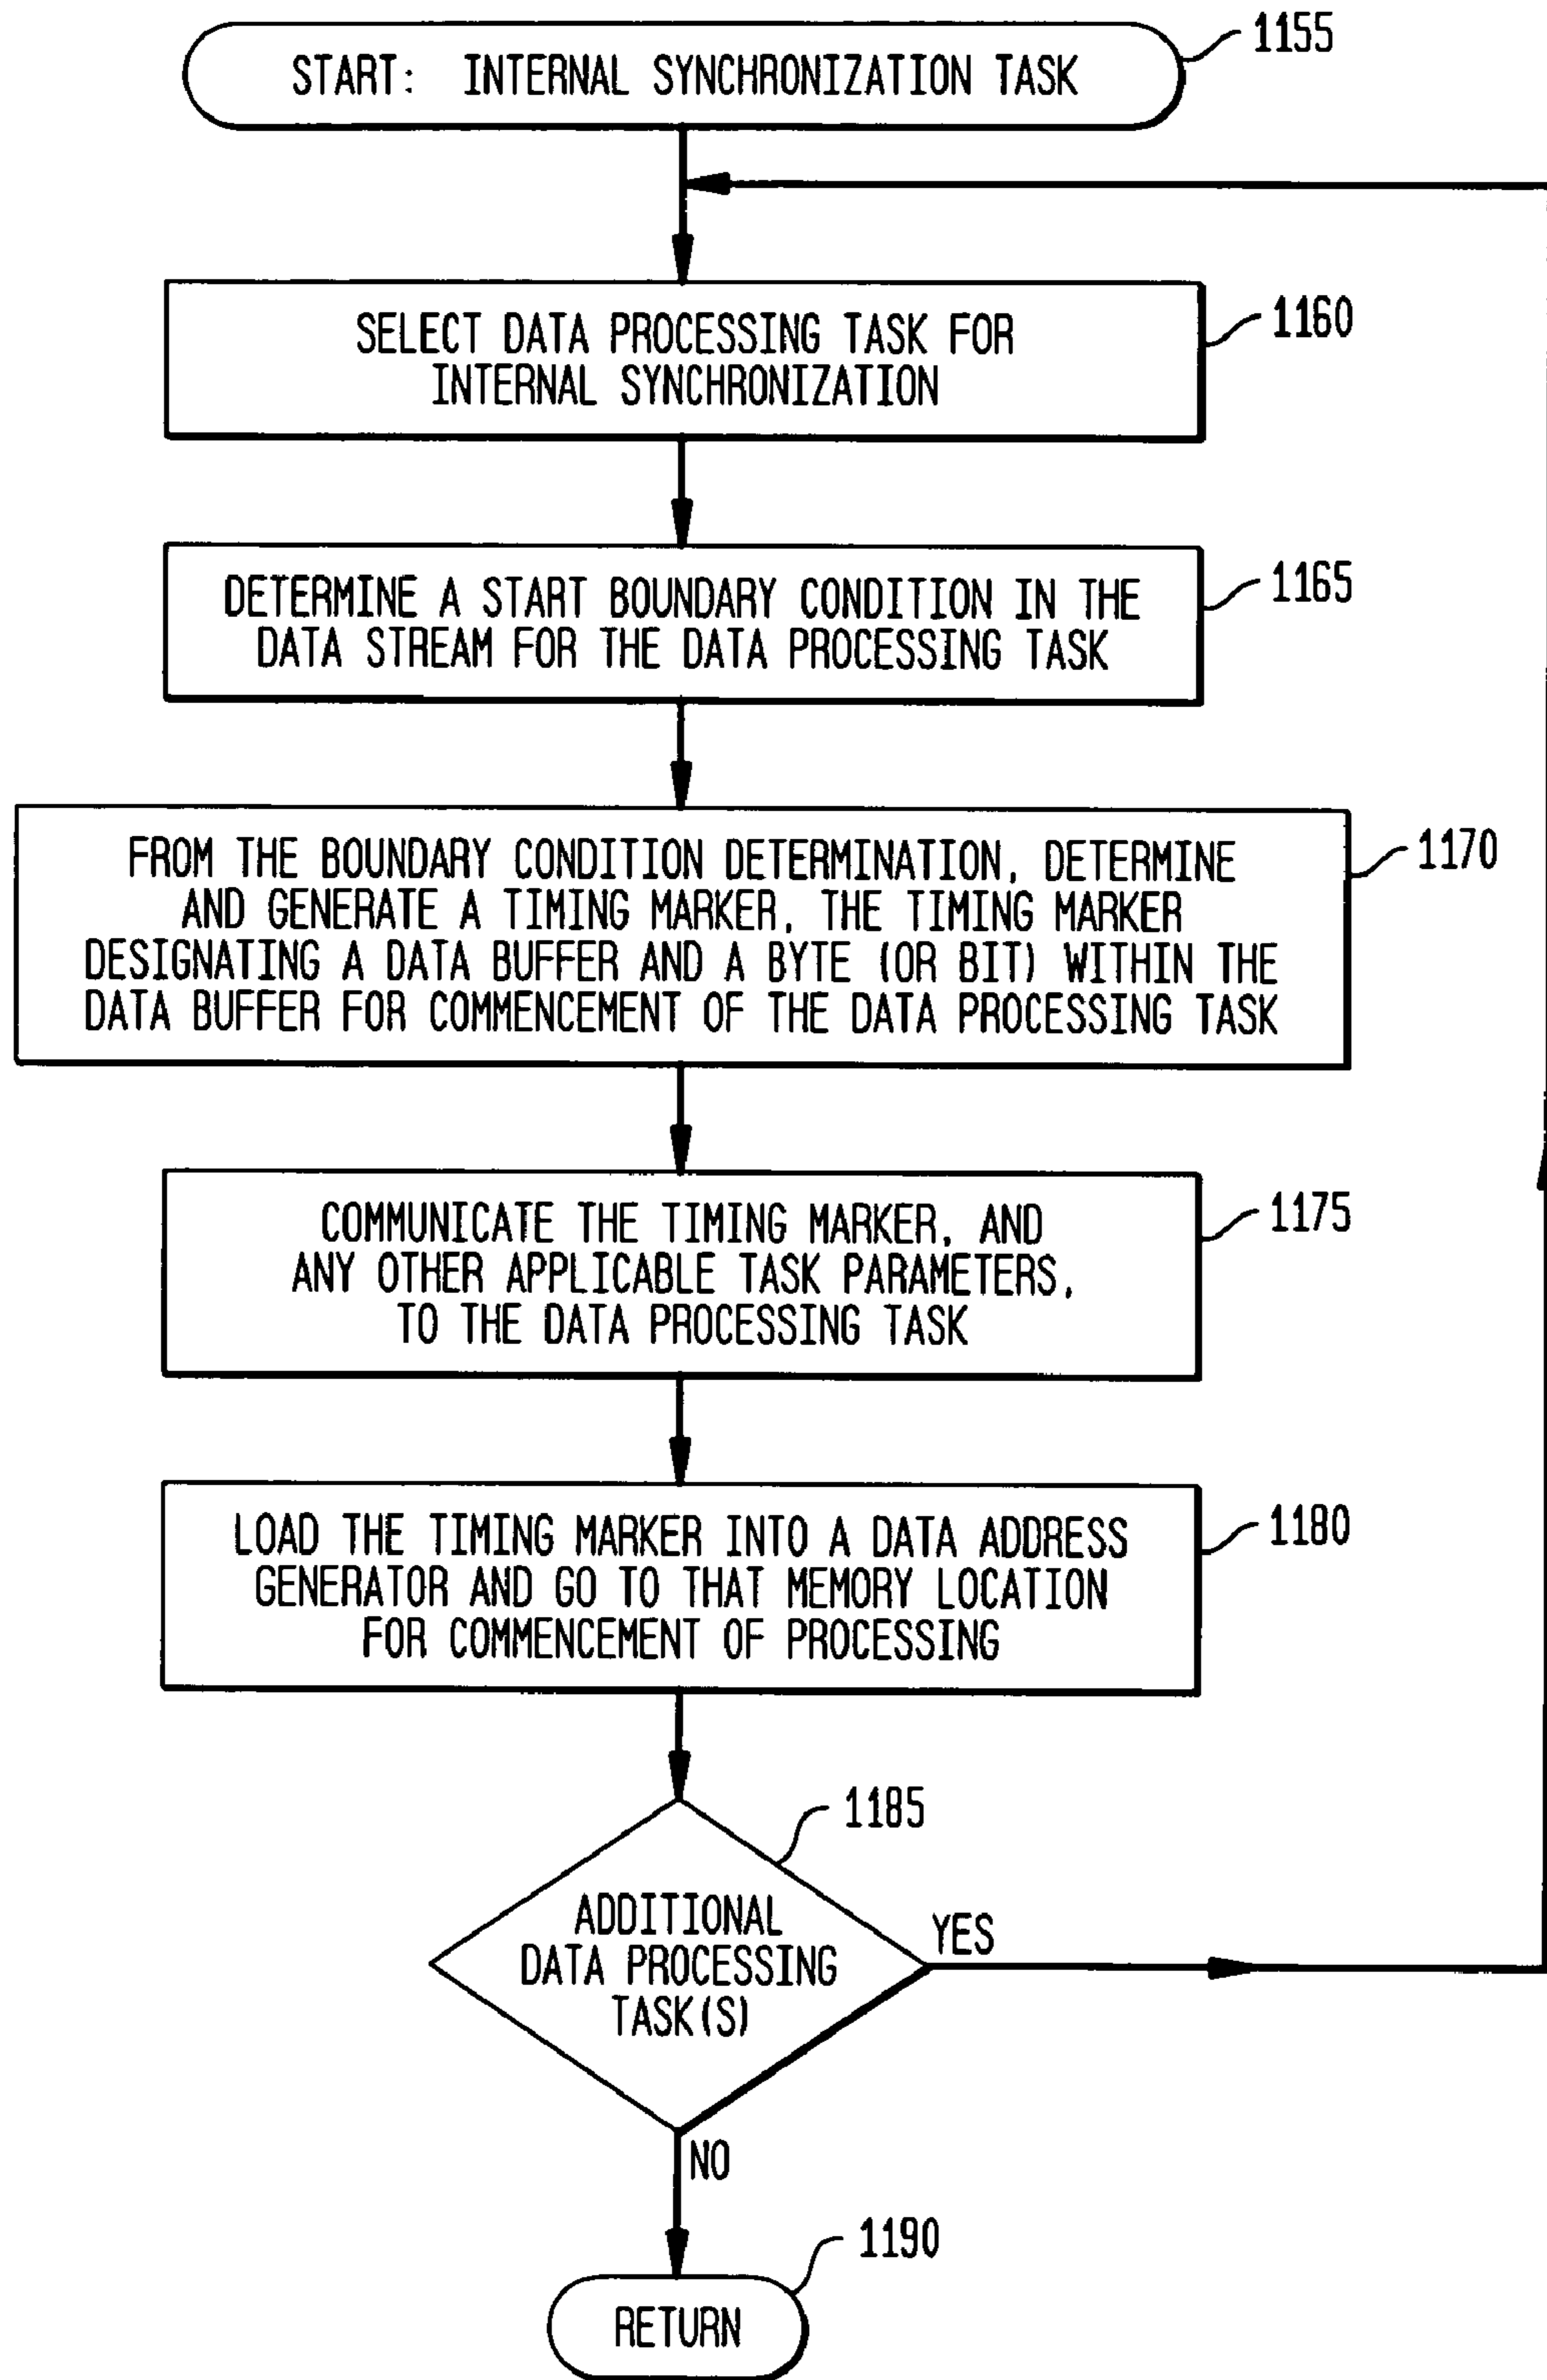 START: INTERNAL SYNCHRONIZATION TASK
1155
SELECT DATA PROCESSING TASK FOR
INTERNAL SYNCHRONIZATION
1160
DETERMINE A START BOUNDARY CONDITION IN THE
DATA STREAM FOR THE DATA PROCESSING TASK
1165
FROM THE BOUNDARY CONDITION DETERMINATION, DETERMINE
AND GENERATE A TIMING MARKER, THE TIMING MARKER
DESIGNATING A DATA BUFFER AND A BYTE (OR BIT) WITHIN THE
DATA BUFFER FOR COMMENCEMENT OF THE DATA PROCESSING TASK
1170
COMMUNICATE THE TIMING MARKER, AND
ANY OTHER APPLICABLE TASK PARAMETERS,
TO THE DATA PROCESSING TASK
1175
LOAD THE TIMING MARKER INTO A DATA ADDRESS
GENERATOR AND GO TO THAT MEMORY LOCATION
FOR COMMENCEMENT OF PROCESSING
1180
1185
ADDITIONAL
DATA PROCESSING
TASK(S)
YES
NO
1190
RETURN